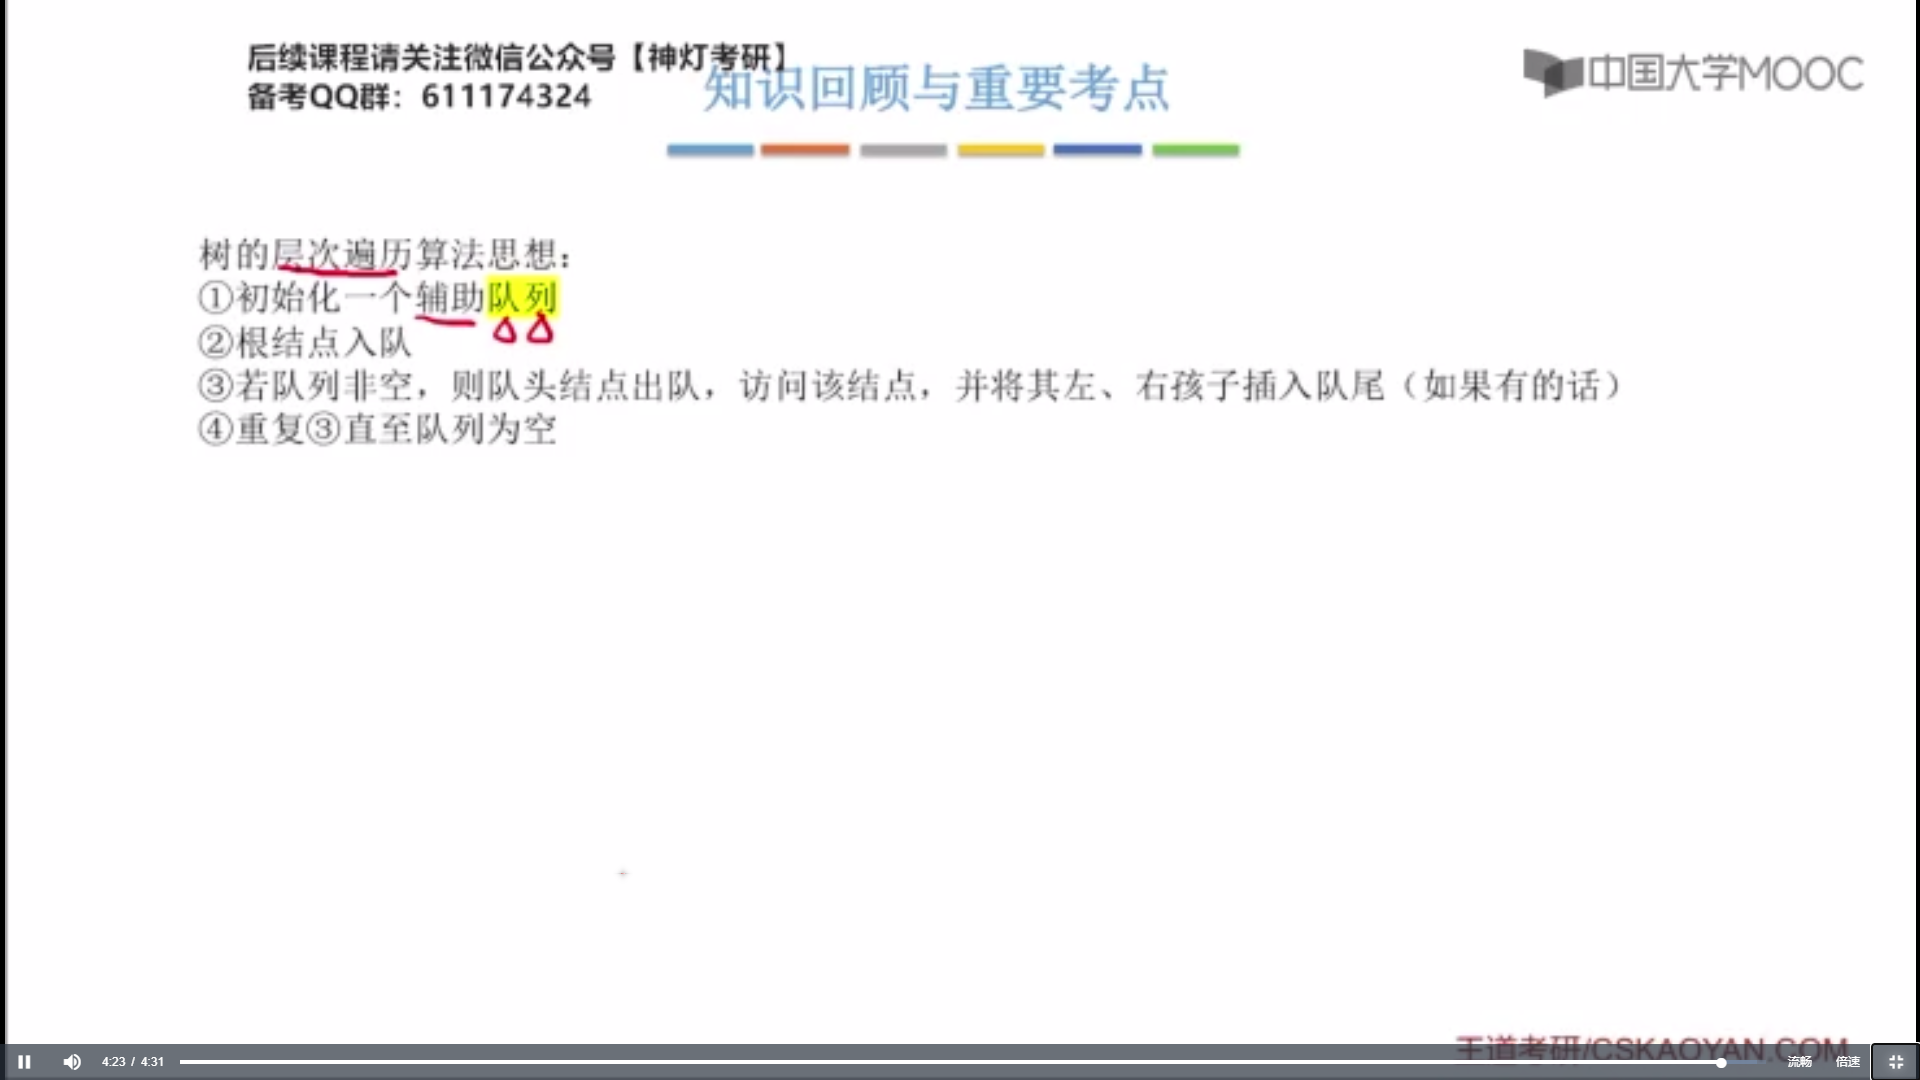 后续课程请关注微信公众号【神灯考研】
备考QQ群：611174324
知识回顾与重要考点
中国大学MOOC
树的层次遍历算法思想：
①初始化一个辅助队列
②根结点入队
③若队列非空，则队头结点出队，访问该结点，并将其左、右孩子插入队尾（如果有的话）
④重复③直至队列为空
王道考研/CSKAOYAN.COM
4:23 / 4:31
流畅
倍速